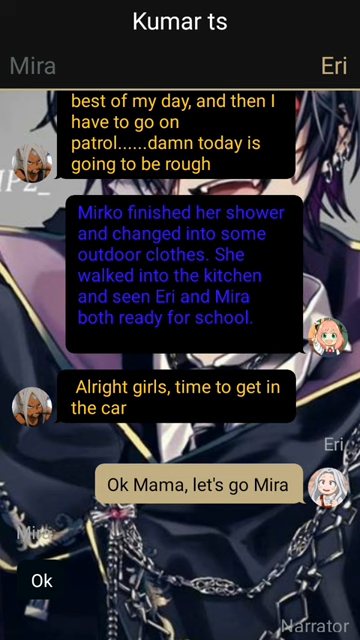 Kumar ts
Mira
Eri
best of my day, and then I
have to go on
patrol......damn today is
going to be rough
Mirko finished her shower
and changed into some
outdoor clothes. She
walked into the kitchen
and seen Eri and Mira
both ready for school.
Alright girls, time to get in
the car
Eri
Ok Mama, let's go Mira
Mira
Ok
Narrator